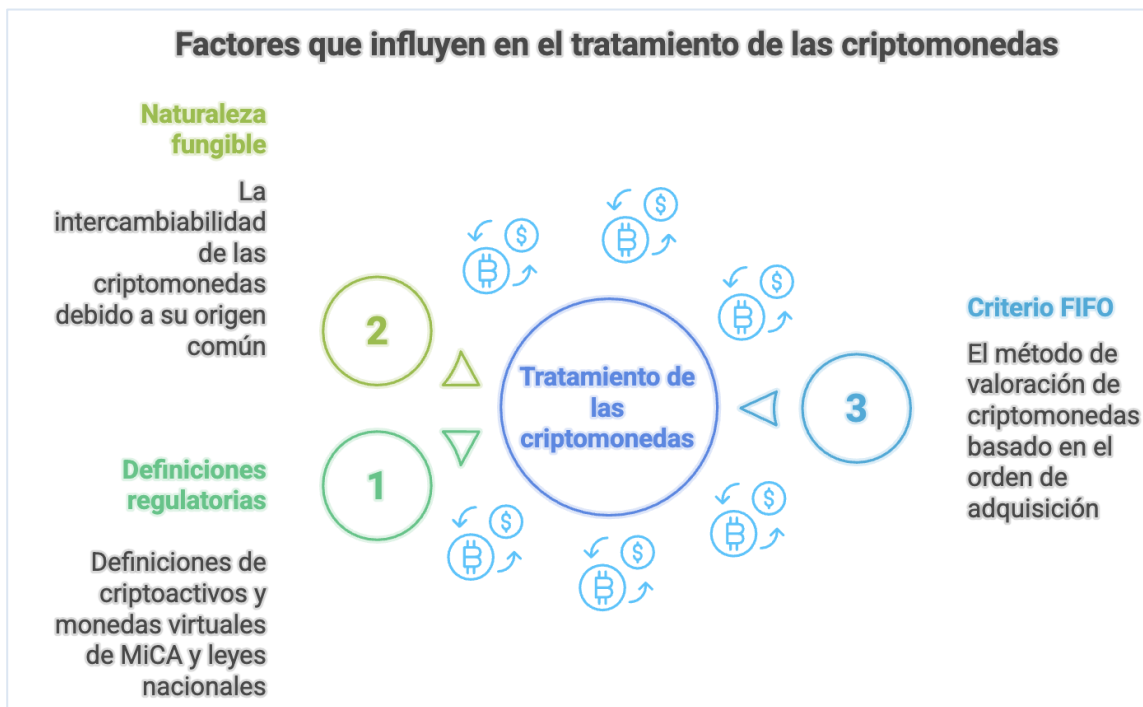 Factores que influyen en el tratamiento de las criptomonedas
Naturaleza
fungible
La
intercambiabilidad
de las
criptomonedas
debido a su origen
común
2
Definiciones
regulatorias
1
Definiciones de
criptoactivos y
monedas virtuales
de MiCA y leyes
nacionales
Tratamiento de
las
criptomonedas
3
Criterio FIFO
El método de
valoración de
criptomonedas
basado en el
orden de
adquisición